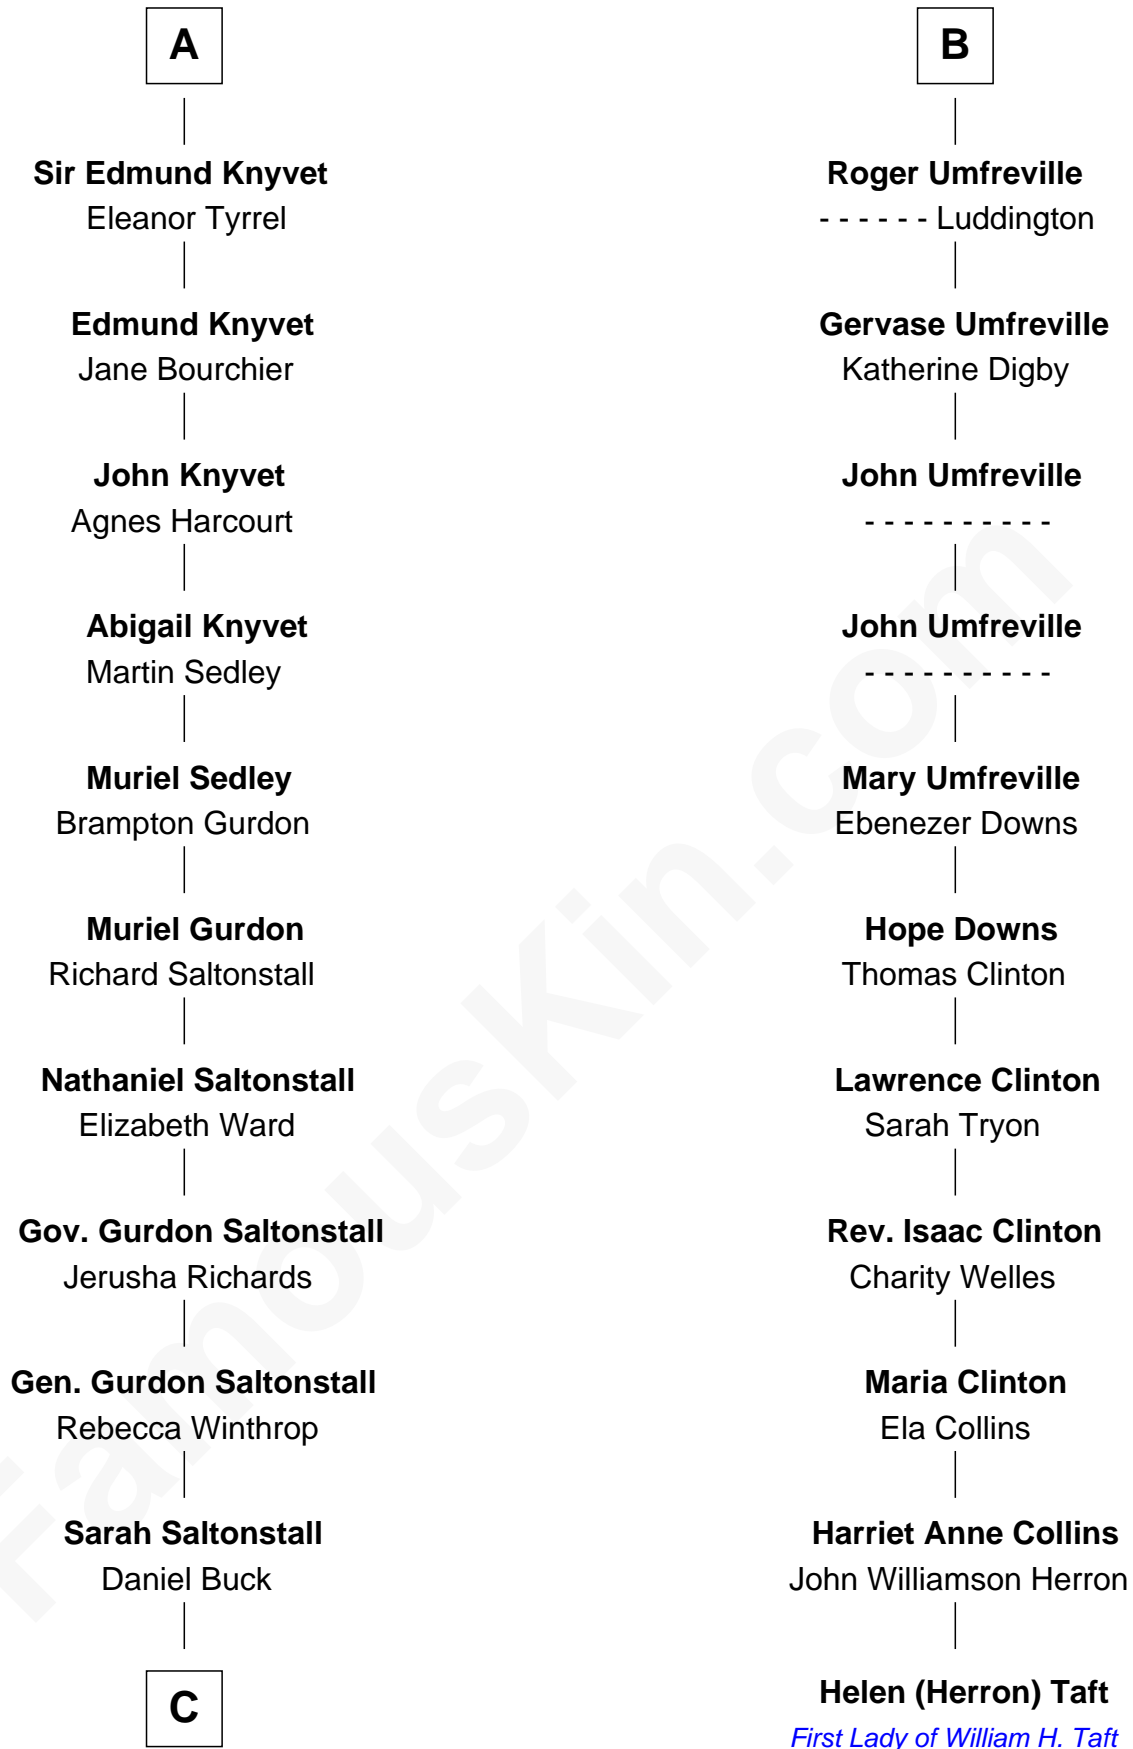 A
Sir Edmund Knyvet
Eleanor Tyrrel
Edmund Knyvet
Jane Bourchier
John Knyvet
Agnes Harcourt
Abigail Knyvet
Martin Sedley
Muriel Sedley
Brampton Gurdon
Muriel Gurdon
Richard Saltonstall
Nathaniel Saltonstall
Elizabeth Ward
Gov. Gurdon Saltonstall
Jerusha Richards
Gen. Gurdon Saltonstall
Rebecca Winthrop
Sarah Saltonstall
Daniel Buck
C
B
Roger Umfreville
- - - - - - Luddington
Gervase Umfreville
Katherine Digby
John Umfreville
- - - - - - - - - -
John Umfreville
- - - - - - - - - -
Mary Umfreville
Ebenezer Downs
Hope Downs
Thomas Clinton
Lawrence Clinton
Sarah Tryon
Rev. Isaac Clinton
Charity Welles
Maria Clinton
Ela Collins
Harriet Anne Collins
John Williamson Herron
Helen (Herron) Taft
First Lady of William H. Taft
FamousKin.com